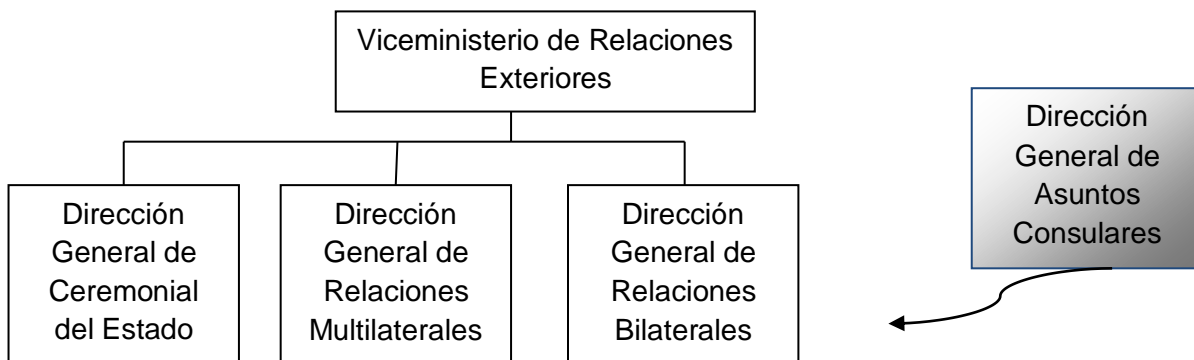 Viceministerio de Relaciones
Exteriores
Dirección
General de
Asuntos
Consulares
Dirección
General de
Ceremonial
del Estado
Dirección
General de
Relaciones
Multilaterales
Dirección
General de
Relaciones
Bilaterales